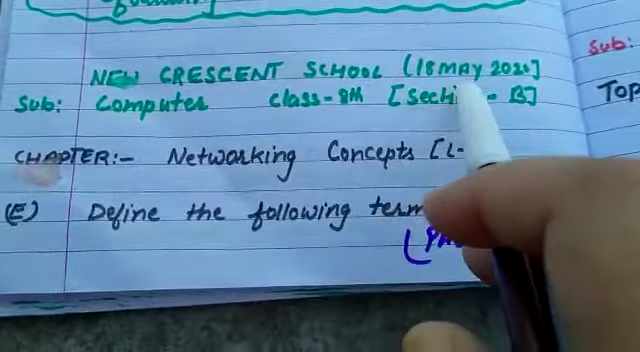 NEW CRESCENT SCHOOL (18 MAY 2020]
Sub: Computer Class-8th [Section - B]
CHAPTER:- Networking Concepts [L-
(E) Define the following term
Sub:
TOP